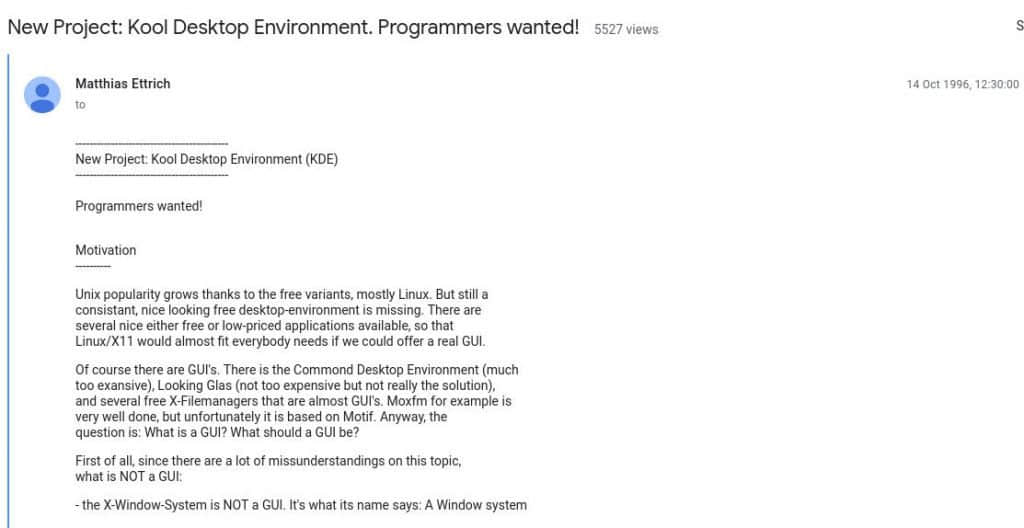 New Project: Kool Desktop Environment. Programmers wanted! 5527 views S
Matthias Ettrich 14 Oct 1996, 12:30:00
to
-------------------------------------------
New Project: Kool Desktop Environment (KDE)
-------------------------------------------
Programmers wanted!
Motivation
----------
Unix popularity grows thanks to the free variants, mostly Linux. But still a
consistant, nice looking free desktop-environment is missing. There are
several nice either free or low-priced applications available, so that
Linux/X11 would almost fit everybody needs if we could offer a real GUI.
Of course there are GUI's. There is the Commond Desktop Environment (much
too exansive), Looking Glas (not too expensive but not really the solution),
and several free X-Filemanagers that are almost GUI's. Moxfm for example is
very well done, but unfortunately it is based on Motif. Anyway, the
question is: What is a GUI? What should a GUI be?
First of all, since there are a lot of missunderstandings on this topic,
what is NOT a GUI:
- the X-Window-System is NOT a GUI. It's what its name says: A Window system